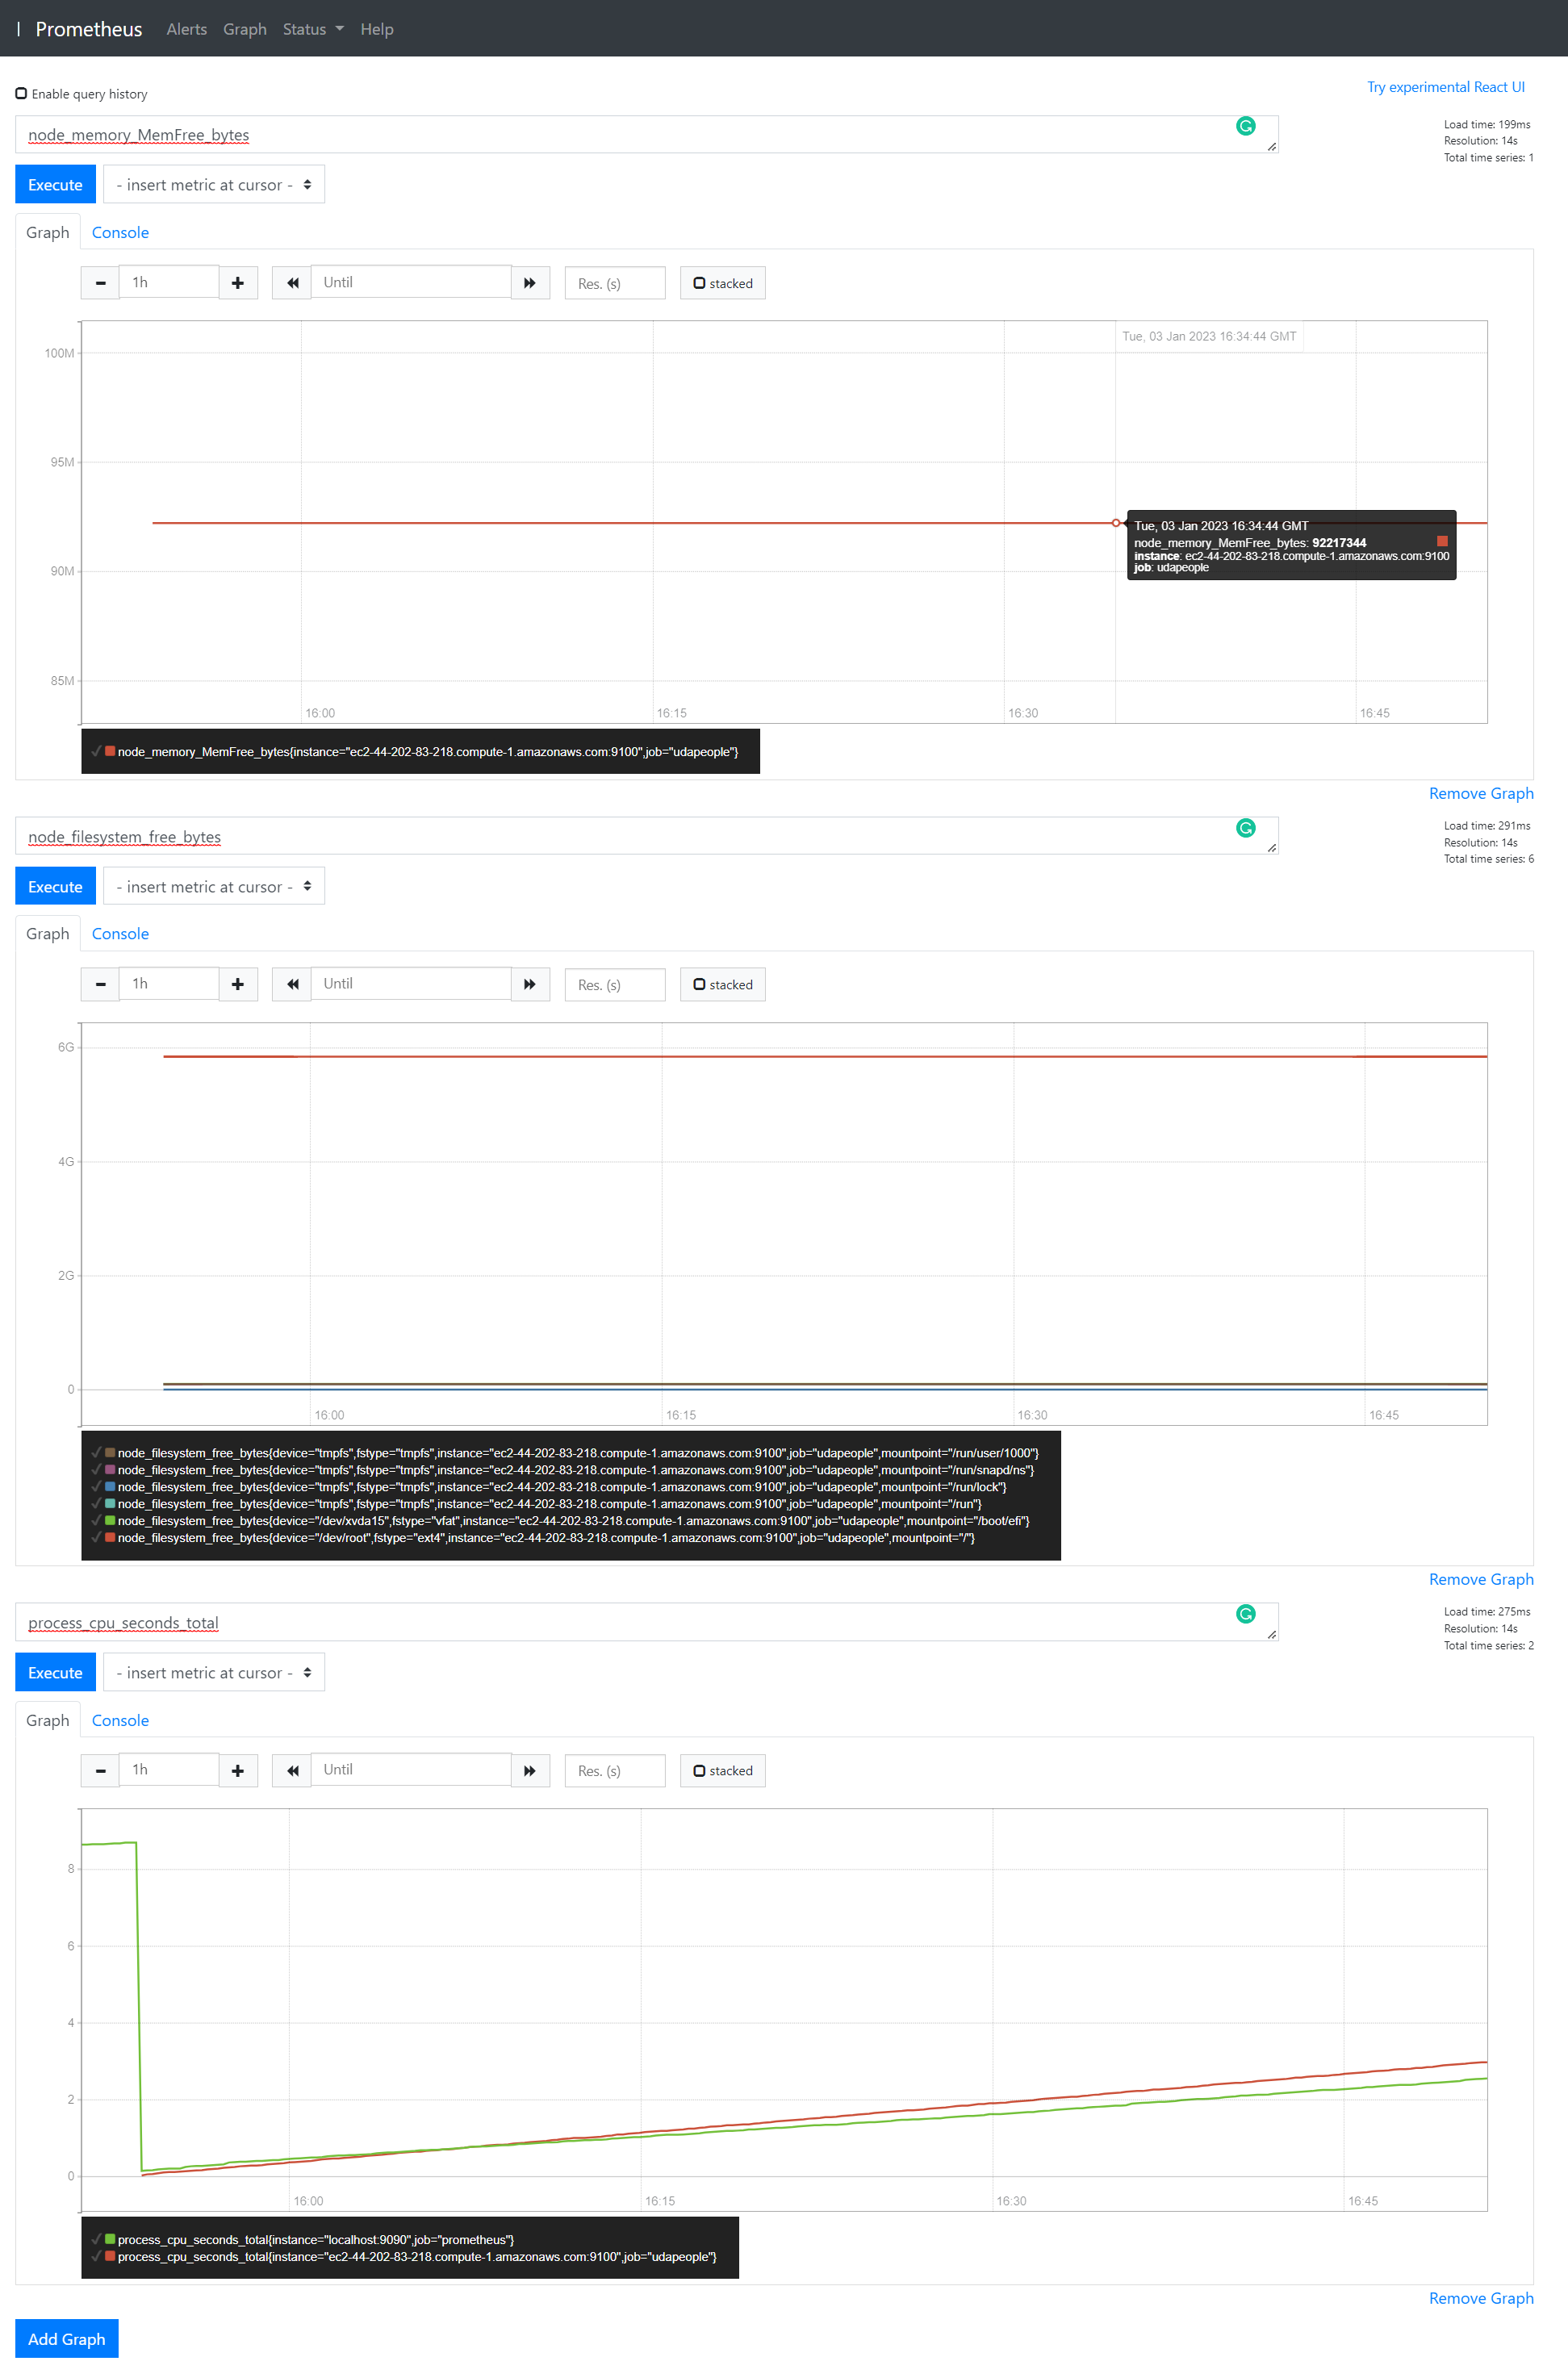 Prometheus Alerts Graph Status Help
Enable query history
Try experimental React UI
node_memory_MemFree_bytes
Load time: 199ms
Resolution: 14s
Total time series: 1
Execute - insert metric at cursor -
Graph Console
1h Until Res. (s) stacked
Tue, 03 Jan 2023 16:34:44 GMT
100M
95M
Tue, 03 Jan 2023 16:34:44 GMT
node_memory_MemFree_bytes: 92217344
instance: ec2-44-202-83-218.compute-1.amazonaws.com:9100
job: udapeople
90M
85M
16:00 16:15 16:30 16:45
node_memory_MemFree_bytes{instance="ec2-44-202-83-218.compute-1.amazonaws.com:9100",job="udapeople"}
Remove Graph
node_filesystem_free_bytes
Load time: 291ms
Resolution: 14s
Total time series: 6
Execute - insert metric at cursor -
Graph Console
1h Until Res. (s) stacked
6G
4G
2G
0
16:00 16:15 16:30 16:45
node_filesystem_free_bytes{device="tmpfs",fstype="tmpfs",instance="ec2-44-202-83-218.compute-1.amazonaws.com:9100",job="udapeople",mountpoint="/run/user/1000"}
node_filesystem_free_bytes{device="tmpfs",fstype="tmpfs",instance="ec2-44-202-83-218.compute-1.amazonaws.com:9100",job="udapeople",mountpoint="/run/snapd/ns"}
node_filesystem_free_bytes{device="tmpfs",fstype="tmpfs",instance="ec2-44-202-83-218.compute-1.amazonaws.com:9100",job="udapeople",mountpoint="/run/lock"}
node_filesystem_free_bytes{device="tmpfs",fstype="tmpfs",instance="ec2-44-202-83-218.compute-1.amazonaws.com:9100",job="udapeople",mountpoint="/run"}
node_filesystem_free_bytes{device="/dev/xvda15",fstype="vfat",instance="ec2-44-202-83-218.compute-1.amazonaws.com:9100",job="udapeople",mountpoint="/boot/efi"}
node_filesystem_free_bytes{device="/dev/root",fstype="ext4",instance="ec2-44-202-83-218.compute-1.amazonaws.com:9100",job="udapeople",mountpoint="/"}
Remove Graph
process_cpu_seconds_total
Load time: 275ms
Resolution: 14s
Total time series: 2
Execute - insert metric at cursor -
Graph Console
1h Until Res. (s) stacked
8
6
4
2
0
16:00 16:15 16:30 16:45
process_cpu_seconds_total{instance="localhost:9090",job="prometheus"}
process_cpu_seconds_total{instance="ec2-44-202-83-218.compute-1.amazonaws.com:9100",job="udapeople"}
Remove Graph
Add Graph